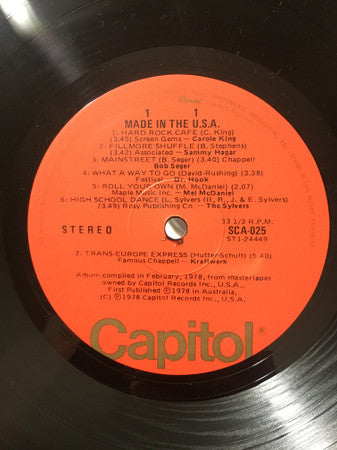 1 1
MADE IN THE U.S.A.
1: HARD ROCK CAFE (C. King)
(3.49) Screen Gems — Carole King
2: FILLMORE SHUFFLE (B. Stephens)
3.42) Associated — Sammy Hagar
3: MAINSTREET (B. Seger) (3.40) Chappell
Bob Seger
4: WHAT A WAY TO GO (David-Rushing) (3.38)
Festival — Dr. Hook
5: ROLL YOUR OWN (M. McDaniel) (2.07)
Maple Music Inc. — Mel McDaniel
6: HIGH SCHOOL DANCE (L. Sylvers III, R., J. & E. Sylvers)
(3.49) Rosy Publishing Co. — The Sylvers
33 1/3 R.P.M.
STEREO SCA-025
ST1-24449
7: TRANS-EUROPE EXPRESS (Hutter-Schult) (5.40)
Famous Chappell — Kraftwerk
Album compiled in February, 1978, from mastertapes
owned by Capitol Records Inc., U.S.A.,
First Published ℗ 1978 in Australia,
(C) ℗ 1978 Capitol Records Inc., U.S.A.
Capitol®